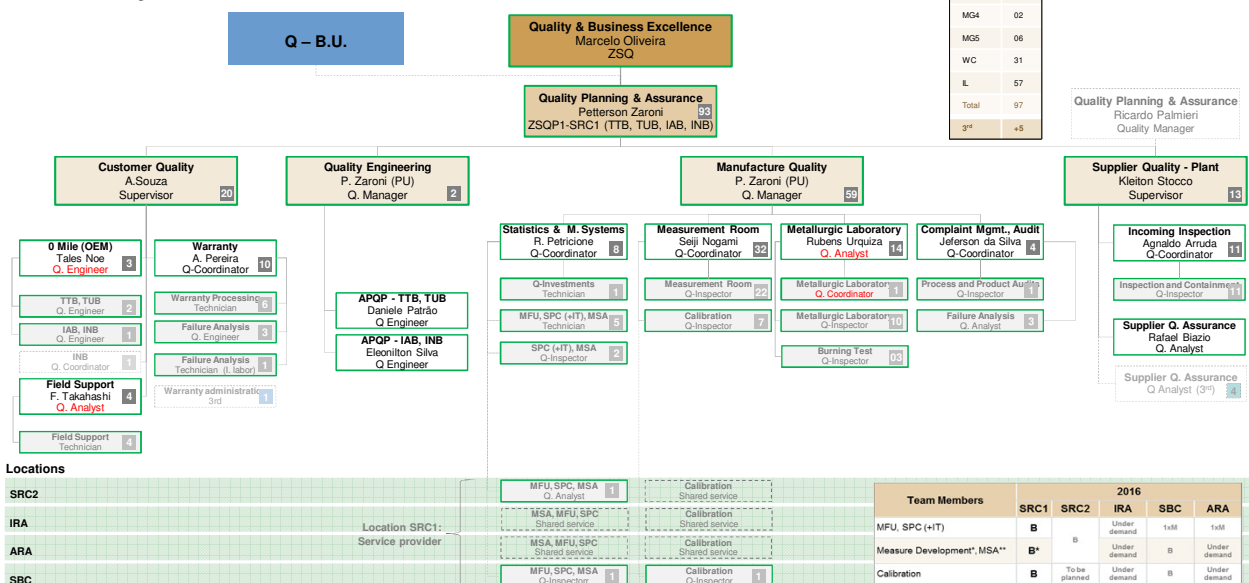 Q – B.U.
Quality & Business Excellence
Marcelo Oliveira
ZSQ
MG4 02
MG5 06
WC 31
IL 57
Total 97
3rd +5
Quality Planning & Assurance
Petterson Zaroni
ZSQP1-SRC1 (TTB, TUB, IAB, INB)
93
Quality Planning & Assurance
Ricardo Palmieri
Quality Manager
Customer Quality
A.Souza
Supervisor
20
Quality Engineering
P. Zaroni (PU)
Q. Manager
2
Manufacture Quality
P. Zaroni (PU)
Q. Manager
59
Supplier Quality - Plant
Kleiton Stocco
Supervisor
13
0 Mile (OEM)
Tales Noe
Q. Engineer
3
TTB, TUB
Q. Engineer
2
IAB, INB
Q. Engineer
1
INB
Q. Coordinator
1
Field Support
F. Takahashi
Q. Analyst
4
Field Support
Technician
4
Warranty
A. Pereira
Q-Coordinator
10
Warranty Processing
Technician
6
Failure Analysis
Q. Engineer
3
Failure Analysis
Technician (I. labor)
1
Warranty administration
3rd
1
APQP - TTB, TUB
Daniele Patrão
Q Engineer
APQP - IAB, INB
Eleonilton Silva
Q Engineer
Statistics & M. Systems
R. Petricione
Q-Coordinator
8
Q-Investments
Technician
1
MFU, SPC (+IT), MSA
Technician
5
SPC (+IT), MSA
Q-Inspector
2
Measurement Room
Seiji Nogami
Q-Coordinator
32
Measurement Room
Q-Inspector
22
Calibration
Q-Inspector
7
Metallurgic Laboratory
Rubens Urquiza
Q. Analyst
14
Metallurgic Laboratory
Q. Coordinator
1
Metallurgic Laboratory
Q-Inspector
10
Burning Test
Q-Inspector
03
Complaint Mgmt., Audit
Jeferson da Silva
Q-Coordinator
4
Process and Product Audits
Q-Inspector
1
Failure Analysis
Q. Analyst
3
Incoming Inspection
Agnaldo Arruda
Q-Coordinator
11
Inspection and Containment
Q-Inspector
11
Supplier Q. Assurance
Rafael Biazio
Q. Analyst
Supplier Q. Assurance
Q Analyst (3rd)
4
Locations
SRC2
IRA
ARA
SBC
Location SRC1:
Service provider
MFU, SPC, MSA
Q. Analyst
1
Calibration
Shared service
MSA, MFU, SPC
Shared service
Calibration
Shared service
MSA, MFU, SPC
Shared service
Calibration
Shared service
MFU, SPC, MSA
Q-Inspectorr
1
Calibration
Q-Inspector
1
Team Members 2016
SRC1 SRC2 IRA SBC ARA
MFU, SPC (+IT) B B Under demand 1xM 1xM
Measure Development*, MSA** B* Under demand B Under demand
Calibration B To be planned Under demand B Under demand